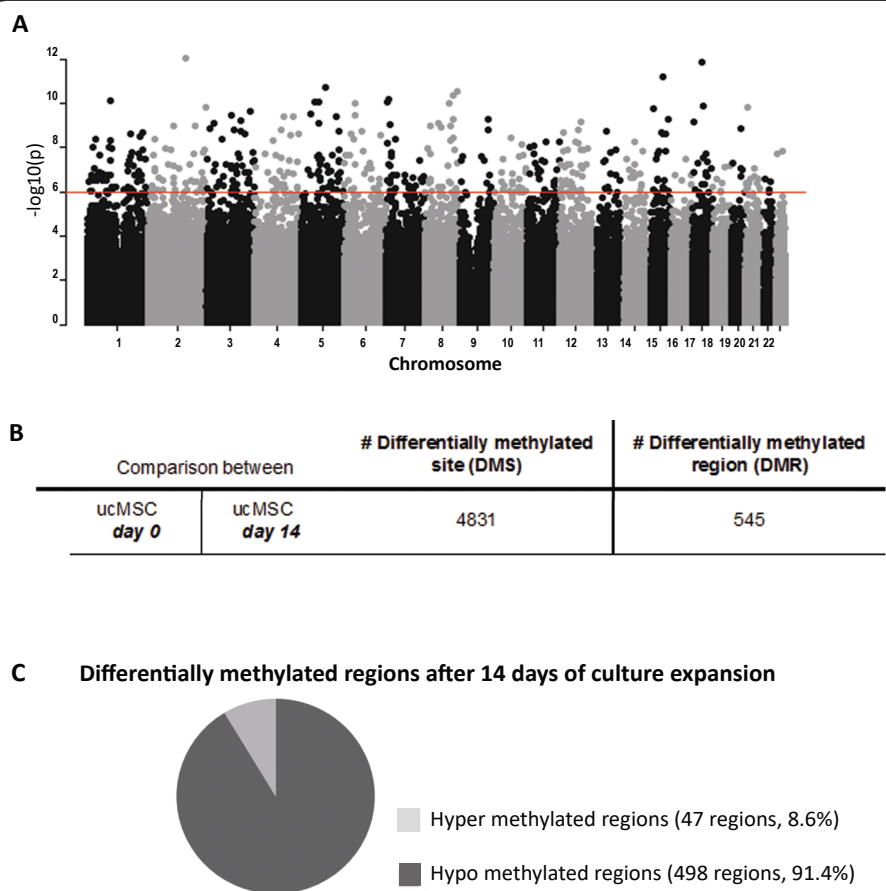 A
12
10
8
6
4
2
0
-log10(p)
1 2 3 4 5 6 7 8 9 10 11 12 13 14 15 16 17 18 19 20 21 22
Chromosome
B
Comparison between
# Differentially methylated
site (DMS)
# Differentially methylated
region (DMR)
ucMSC
day 0
ucMSC
day 14
4831
545
C Differentially methylated regions after 14 days of culture expansion
Hyper methylated regions (47 regions, 8.6%)
Hypo methylated regions (498 regions, 91.4%)